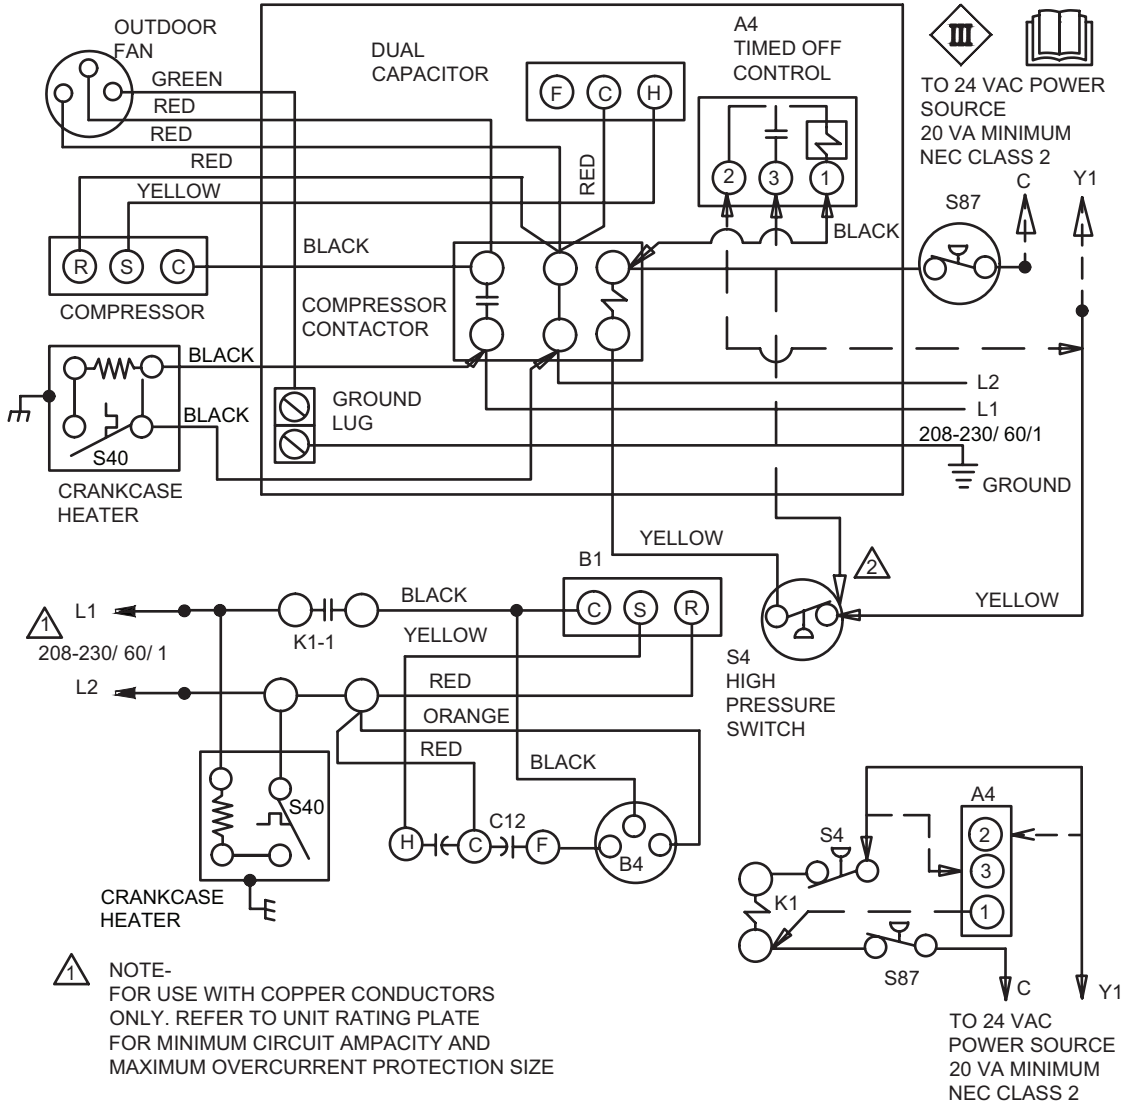 OUTDOOR
FAN
GREEN
RED
RED
RED
YELLOW
DUAL
CAPACITOR
F C H
RED
A4
TIMED OFF
CONTROL
2 3 1
BLACK
III
TO 24 VAC POWER
SOURCE
20 VA MINIMUM
NEC CLASS 2
C
Y1
S87
R S C
COMPRESSOR
BLACK
COMPRESSOR
CONTACTOR
BLACK
BLACK
S40
CRANKCASE
HEATER
GROUND
LUG
L2
L1
208-230/ 60/1
GROUND
YELLOW
2
YELLOW
S4
HIGH
PRESSURE
SWITCH
B1
C S R
1
L1
208-230/ 60/ 1
L2
K1-1
BLACK
YELLOW
RED
ORANGE
RED
BLACK
S40
CRANKCASE
HEATER
H C C12 F
B4
A4
2
3
1
S4
K1
S87
C
Y1
TO 24 VAC
POWER SOURCE
20 VA MINIMUM
NEC CLASS 2
1 NOTE-
FOR USE WITH COPPER CONDUCTORS
ONLY. REFER TO UNIT RATING PLATE
FOR MINIMUM CIRCUIT AMPACITY AND
MAXIMUM OVERCURRENT PROTECTION SIZE